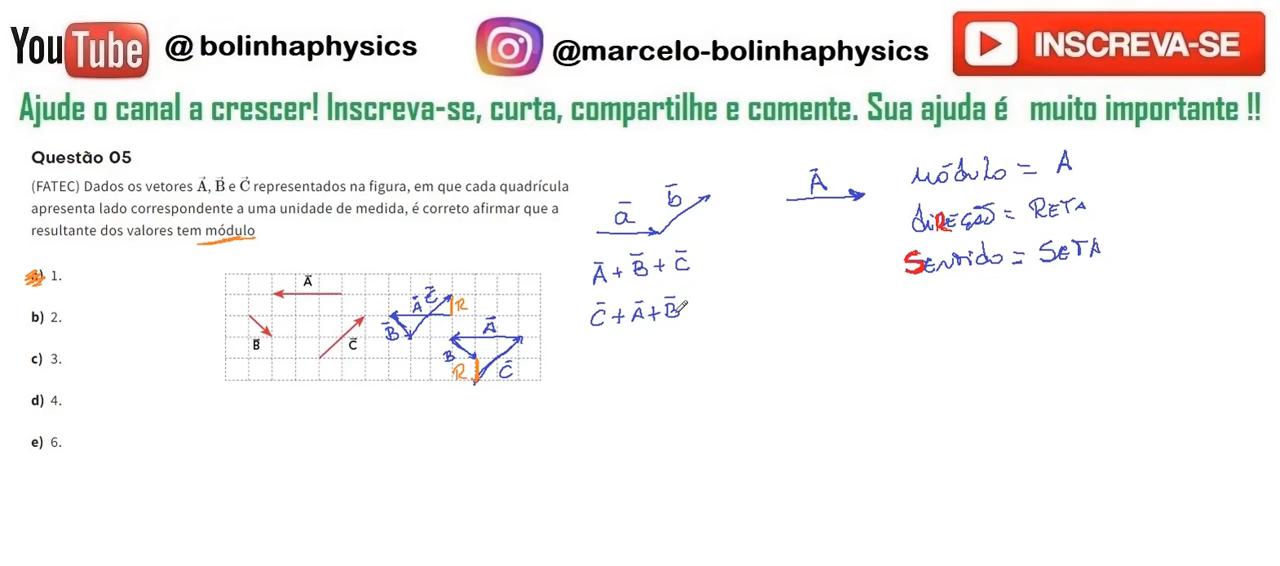 YouTube @bolinhaphysics @marcelo-bolinhaphysics INSCREVA-SE
Ajude o canal a crescer! Inscreva-se, curta, compartilhe e comente. Sua ajuda é muito importante !!
Questão 05
(FATEC) Dados os vetores A⃗, B⃗ e C⃗ representados na figura, em que cada quadrícula
apresenta lado correspondente a uma unidade de medida, é correto afirmar que a
resultante dos valores tem módulo
a) 1.
b) 2.
c) 3.
d) 4.
e) 6.
A⃗
B⃗
C⃗
A⃗ C⃗ R
B⃗
A⃗
B
R C⃗
a⃗ b⃗
A⃗ + B⃗ + C⃗
C⃗ + A⃗ + B⃗
A⃗
Módulo = A
diREÇÃO = RETA
SENTIDO = SETA